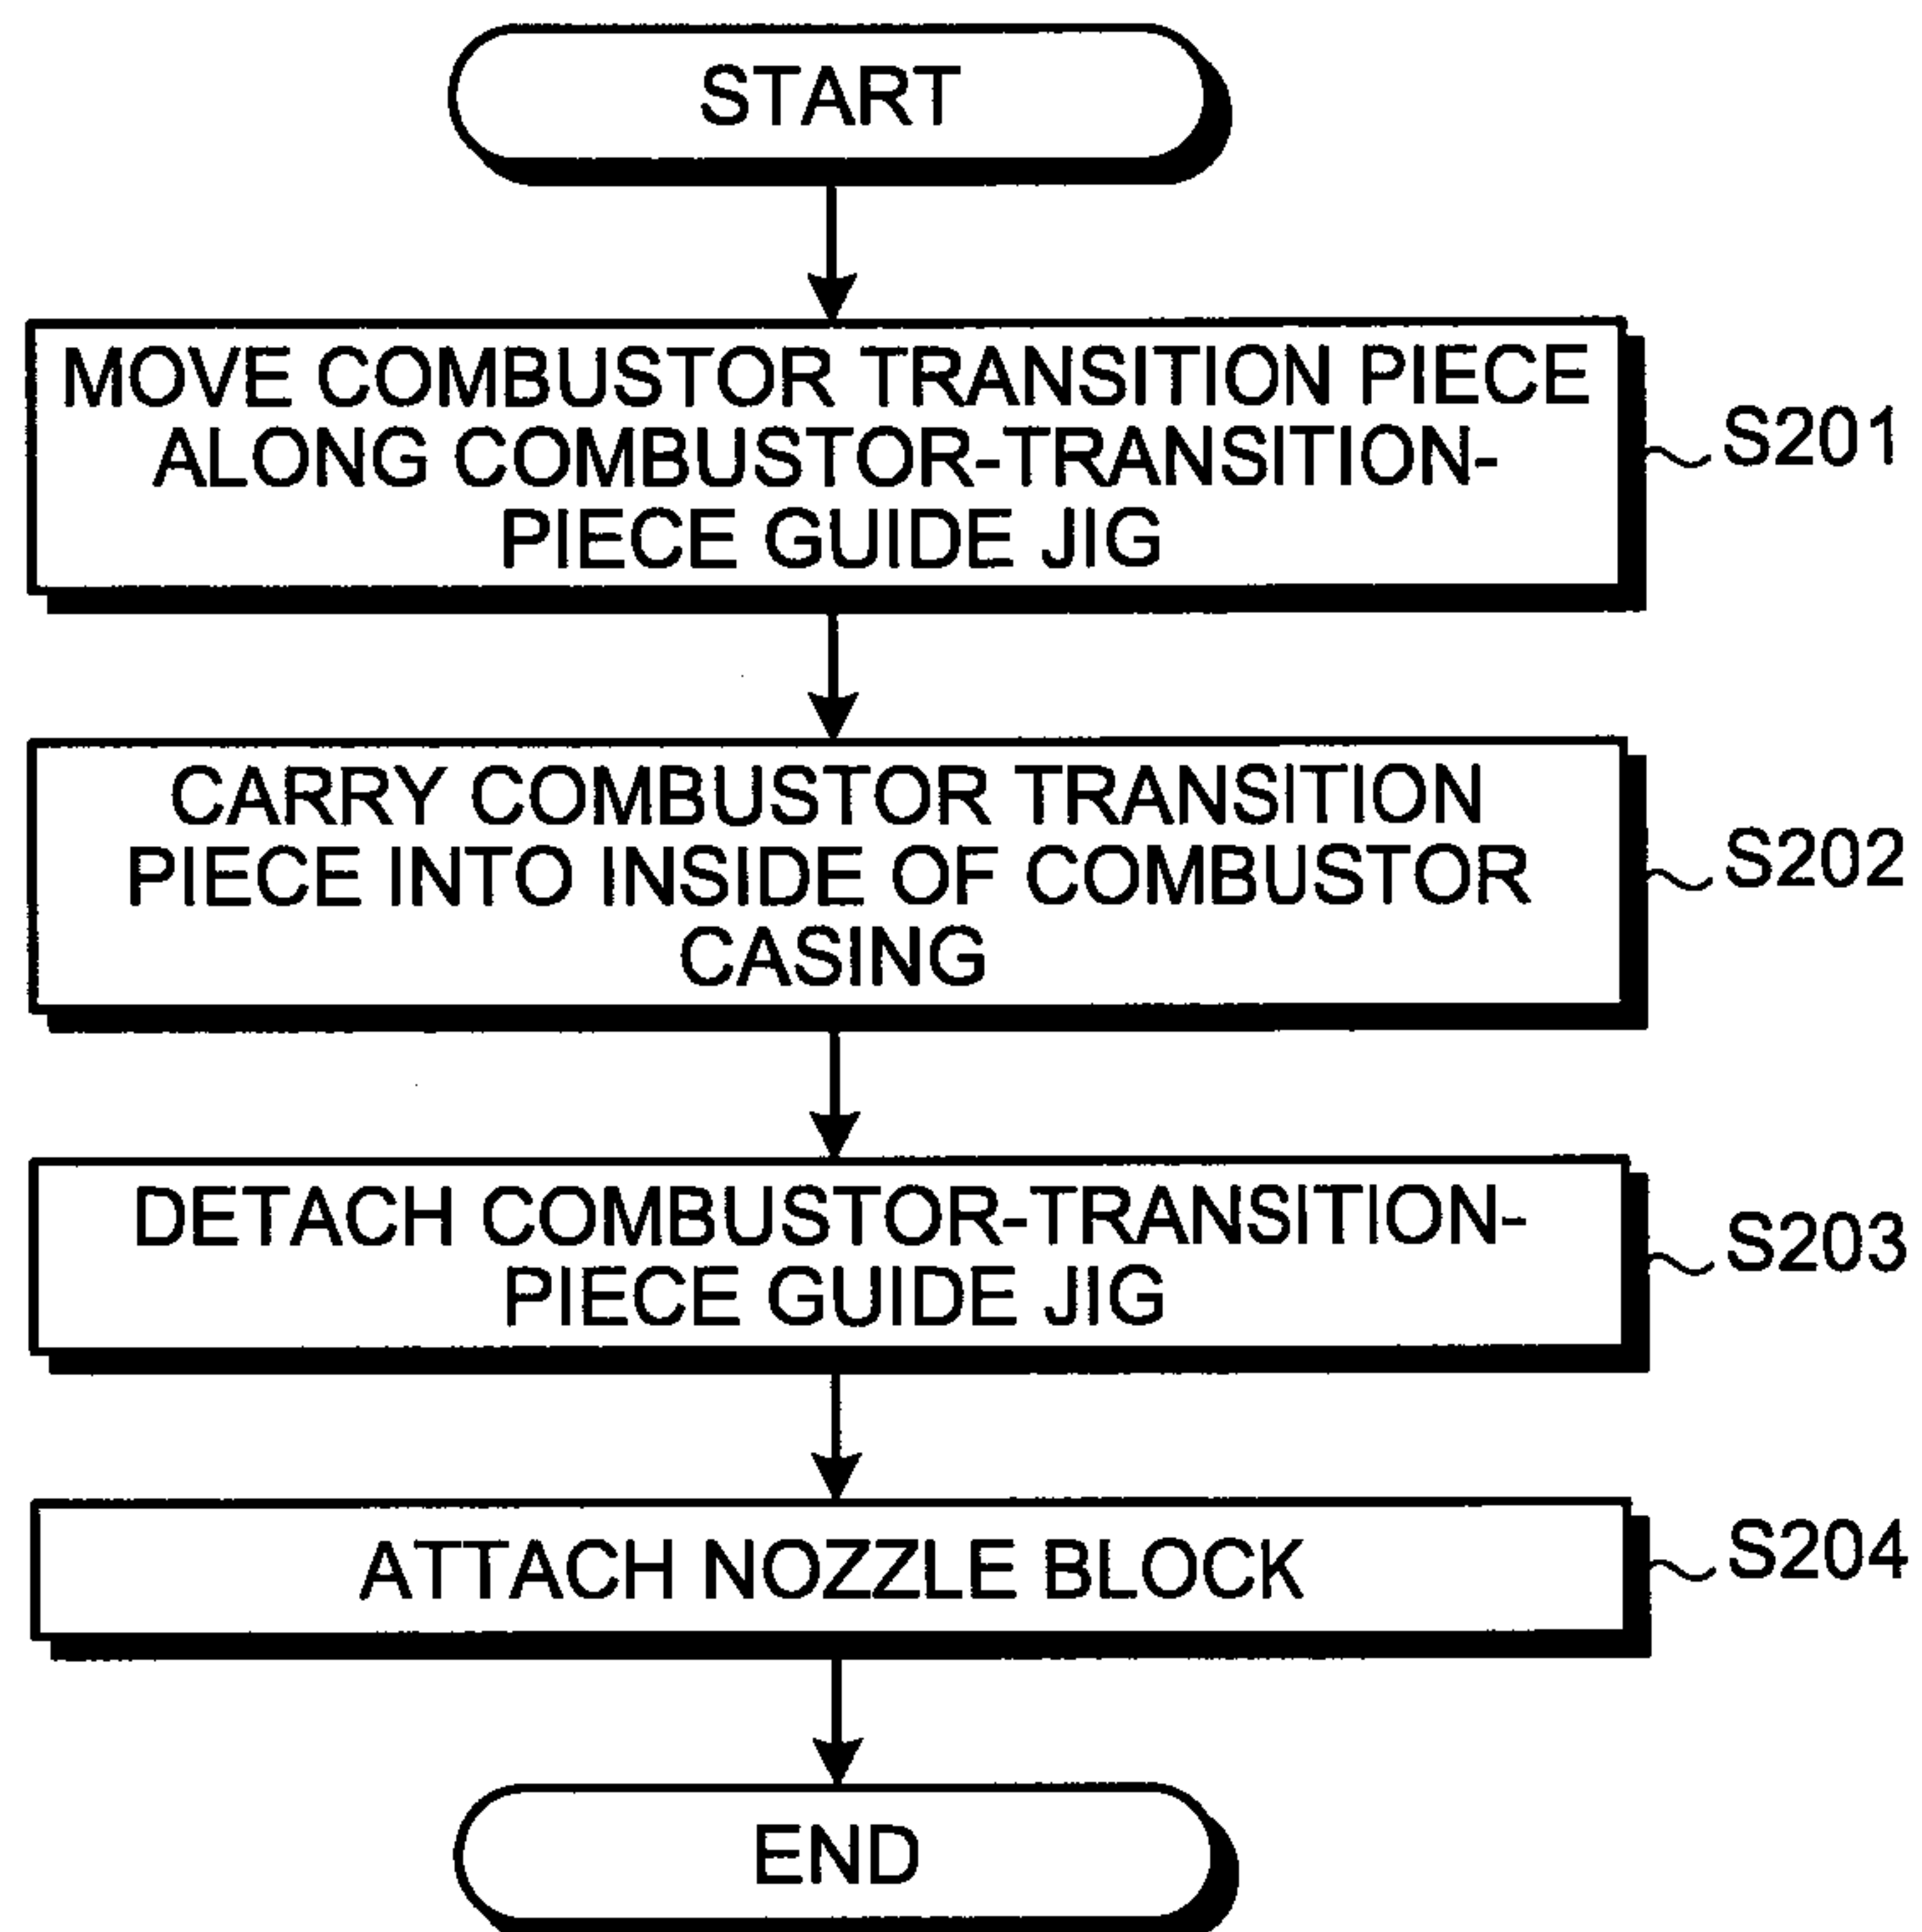 START
MOVE COMBUSTOR TRANSITION PIECE
ALONG COMBUSTOR-TRANSITION-
PIECE GUIDE JIG
S201
CARRY COMBUSTOR TRANSITION
PIECE INTO INSIDE OF COMBUSTOR
CASING
S202
DETACH COMBUSTOR-TRANSITION-
PIECE GUIDE JIG
S203
ATTACH NOZZLE BLOCK
S204
END